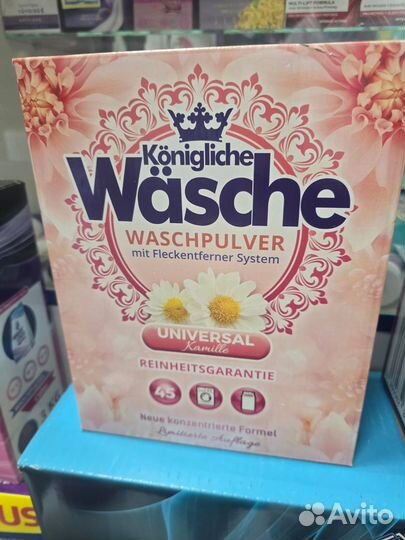 MULTI-LIFT FORMULA
Königliche
Wäsche
WASCHPULVER
mit Fleckentferner System
UNIVERSAL
Kamille
REINHEITSGARANTIE
45
Neue konzentrierte Formel
Limitierte Auflage
US
Avito